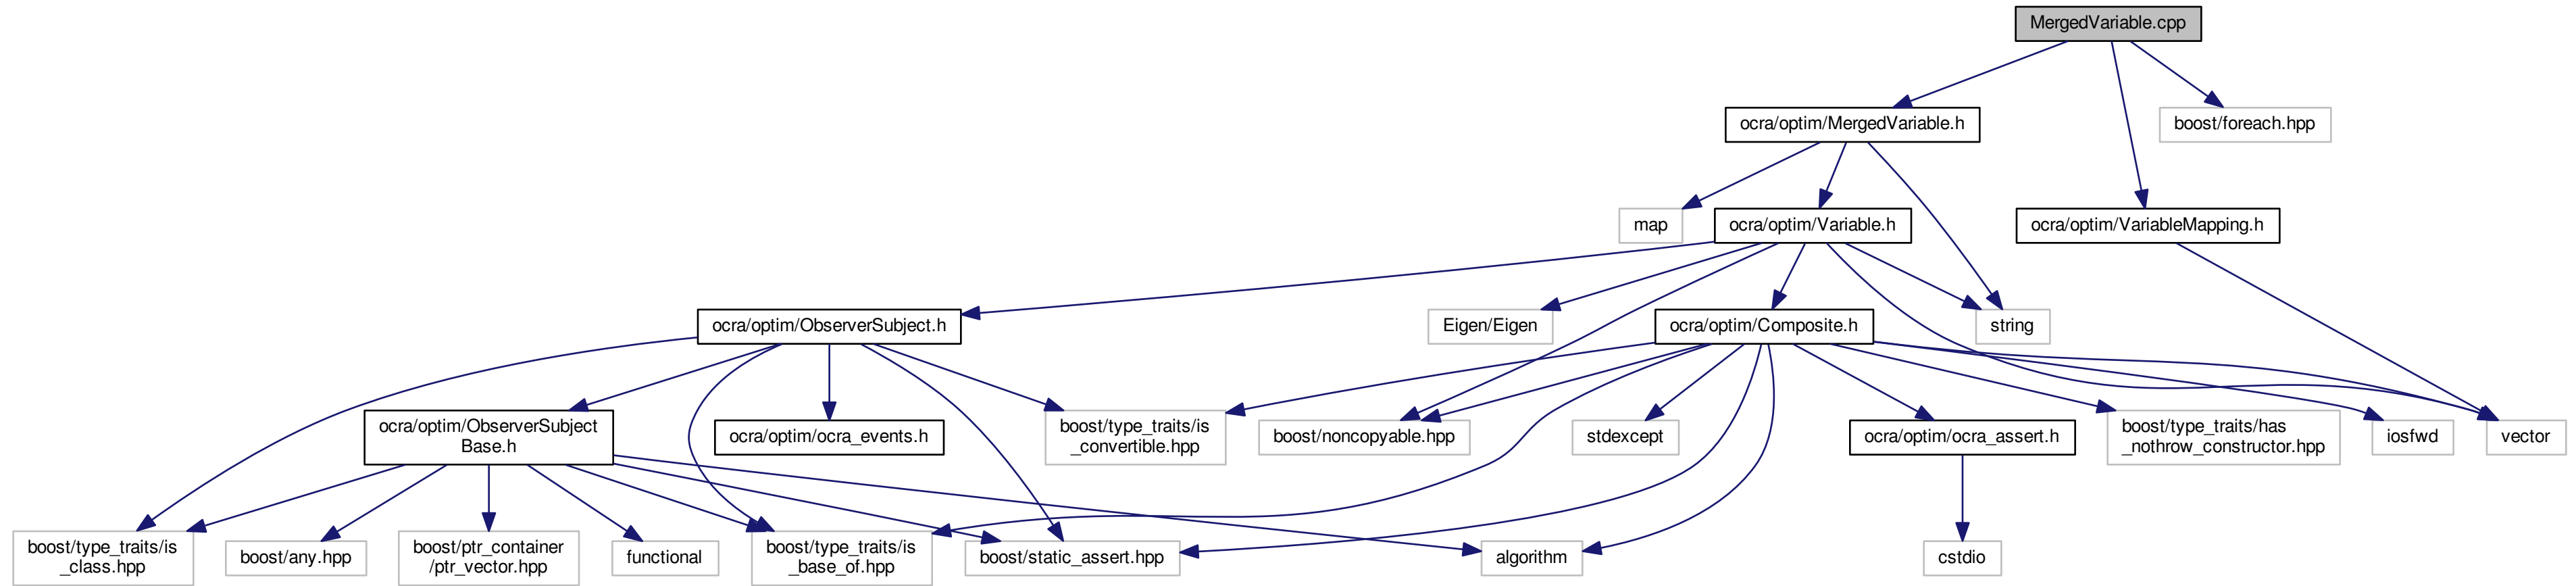 MergedVariable.cpp
ocra/optim/MergedVariable.h
boost/foreach.hpp
map
ocra/optim/Variable.h
ocra/optim/VariableMapping.h
ocra/optim/ObserverSubject.h
Eigen/Eigen
ocra/optim/Composite.h
string
ocra/optim/ObserverSubject
Base.h
ocra/optim/ocra_events.h
boost/type_traits/is
_convertible.hpp
boost/noncopyable.hpp
stdexcept
ocra/optim/ocra_assert.h
boost/type_traits/has
_nothrow_constructor.hpp
iosfwd
vector
boost/type_traits/is
_class.hpp
boost/any.hpp
boost/ptr_container
/ptr_vector.hpp
functional
boost/type_traits/is
_base_of.hpp
boost/static_assert.hpp
algorithm
cstdio